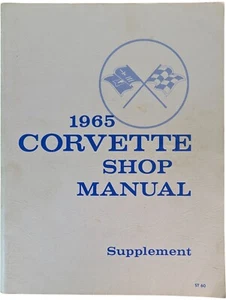 1965
CORVETTE
SHOP
MANUAL
Supplement